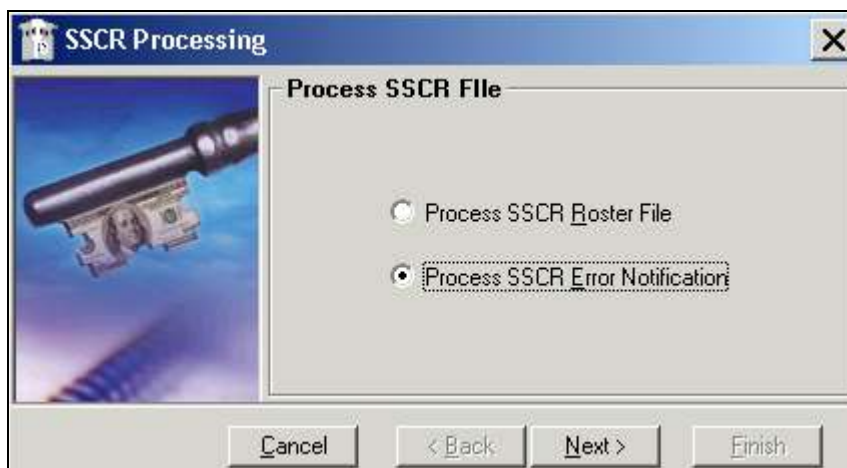 SSCR Processing
Process SSCR FIle
Process SSCR Roster File
Process SSCR Error Notification
Cancel
< Back
Next >
Finish